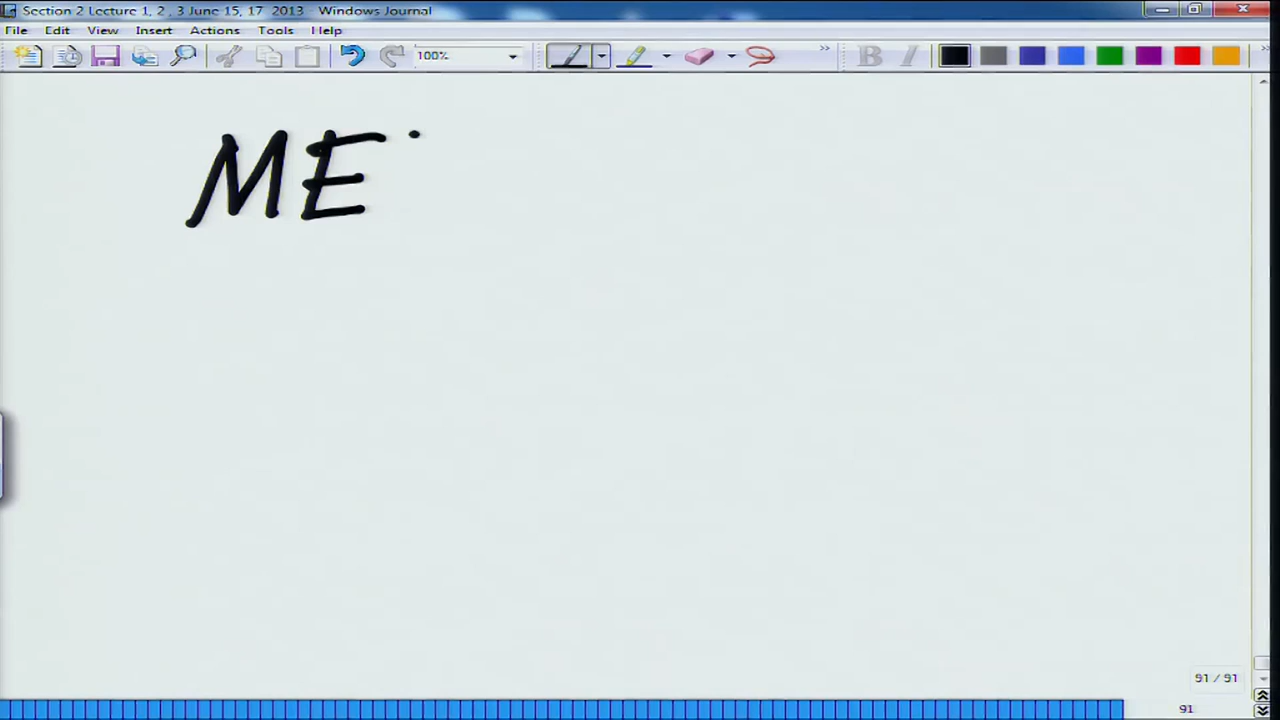 Section 2 Lecture 1, 2 , 3 June 15, 17 2013 - Windows Journal
File Edit View Insert Actions Tools Help
100% B I
ME
91 / 91
91